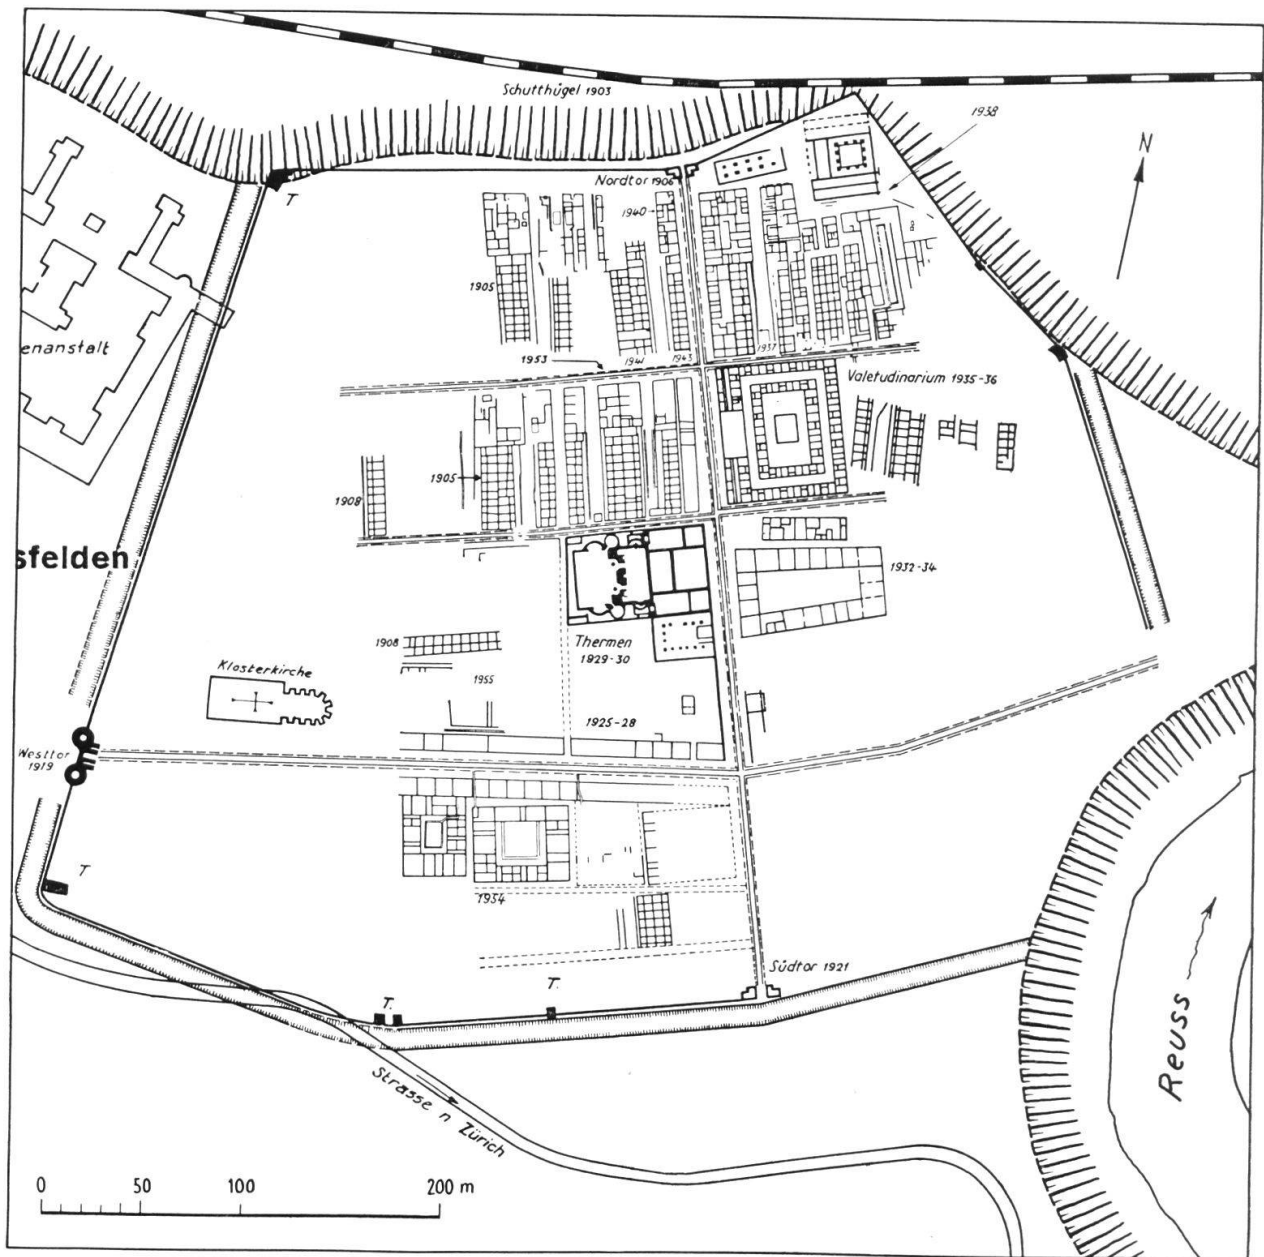 Schutthügel 1903
1938
N
Nordtor 1906
T
1940
1905
enanstalt
1953
1941
1943
1937
Valetudinarium 1935-36
1905
1908
sfelden
1932-34
1908
Thermen
1929-30
Klosterkirche
1955
1925-28
Westtor
1919
T
1934
Südtor 1921
T.
T.
Reuss
Strasse n Zürich
0 50 100 200 m